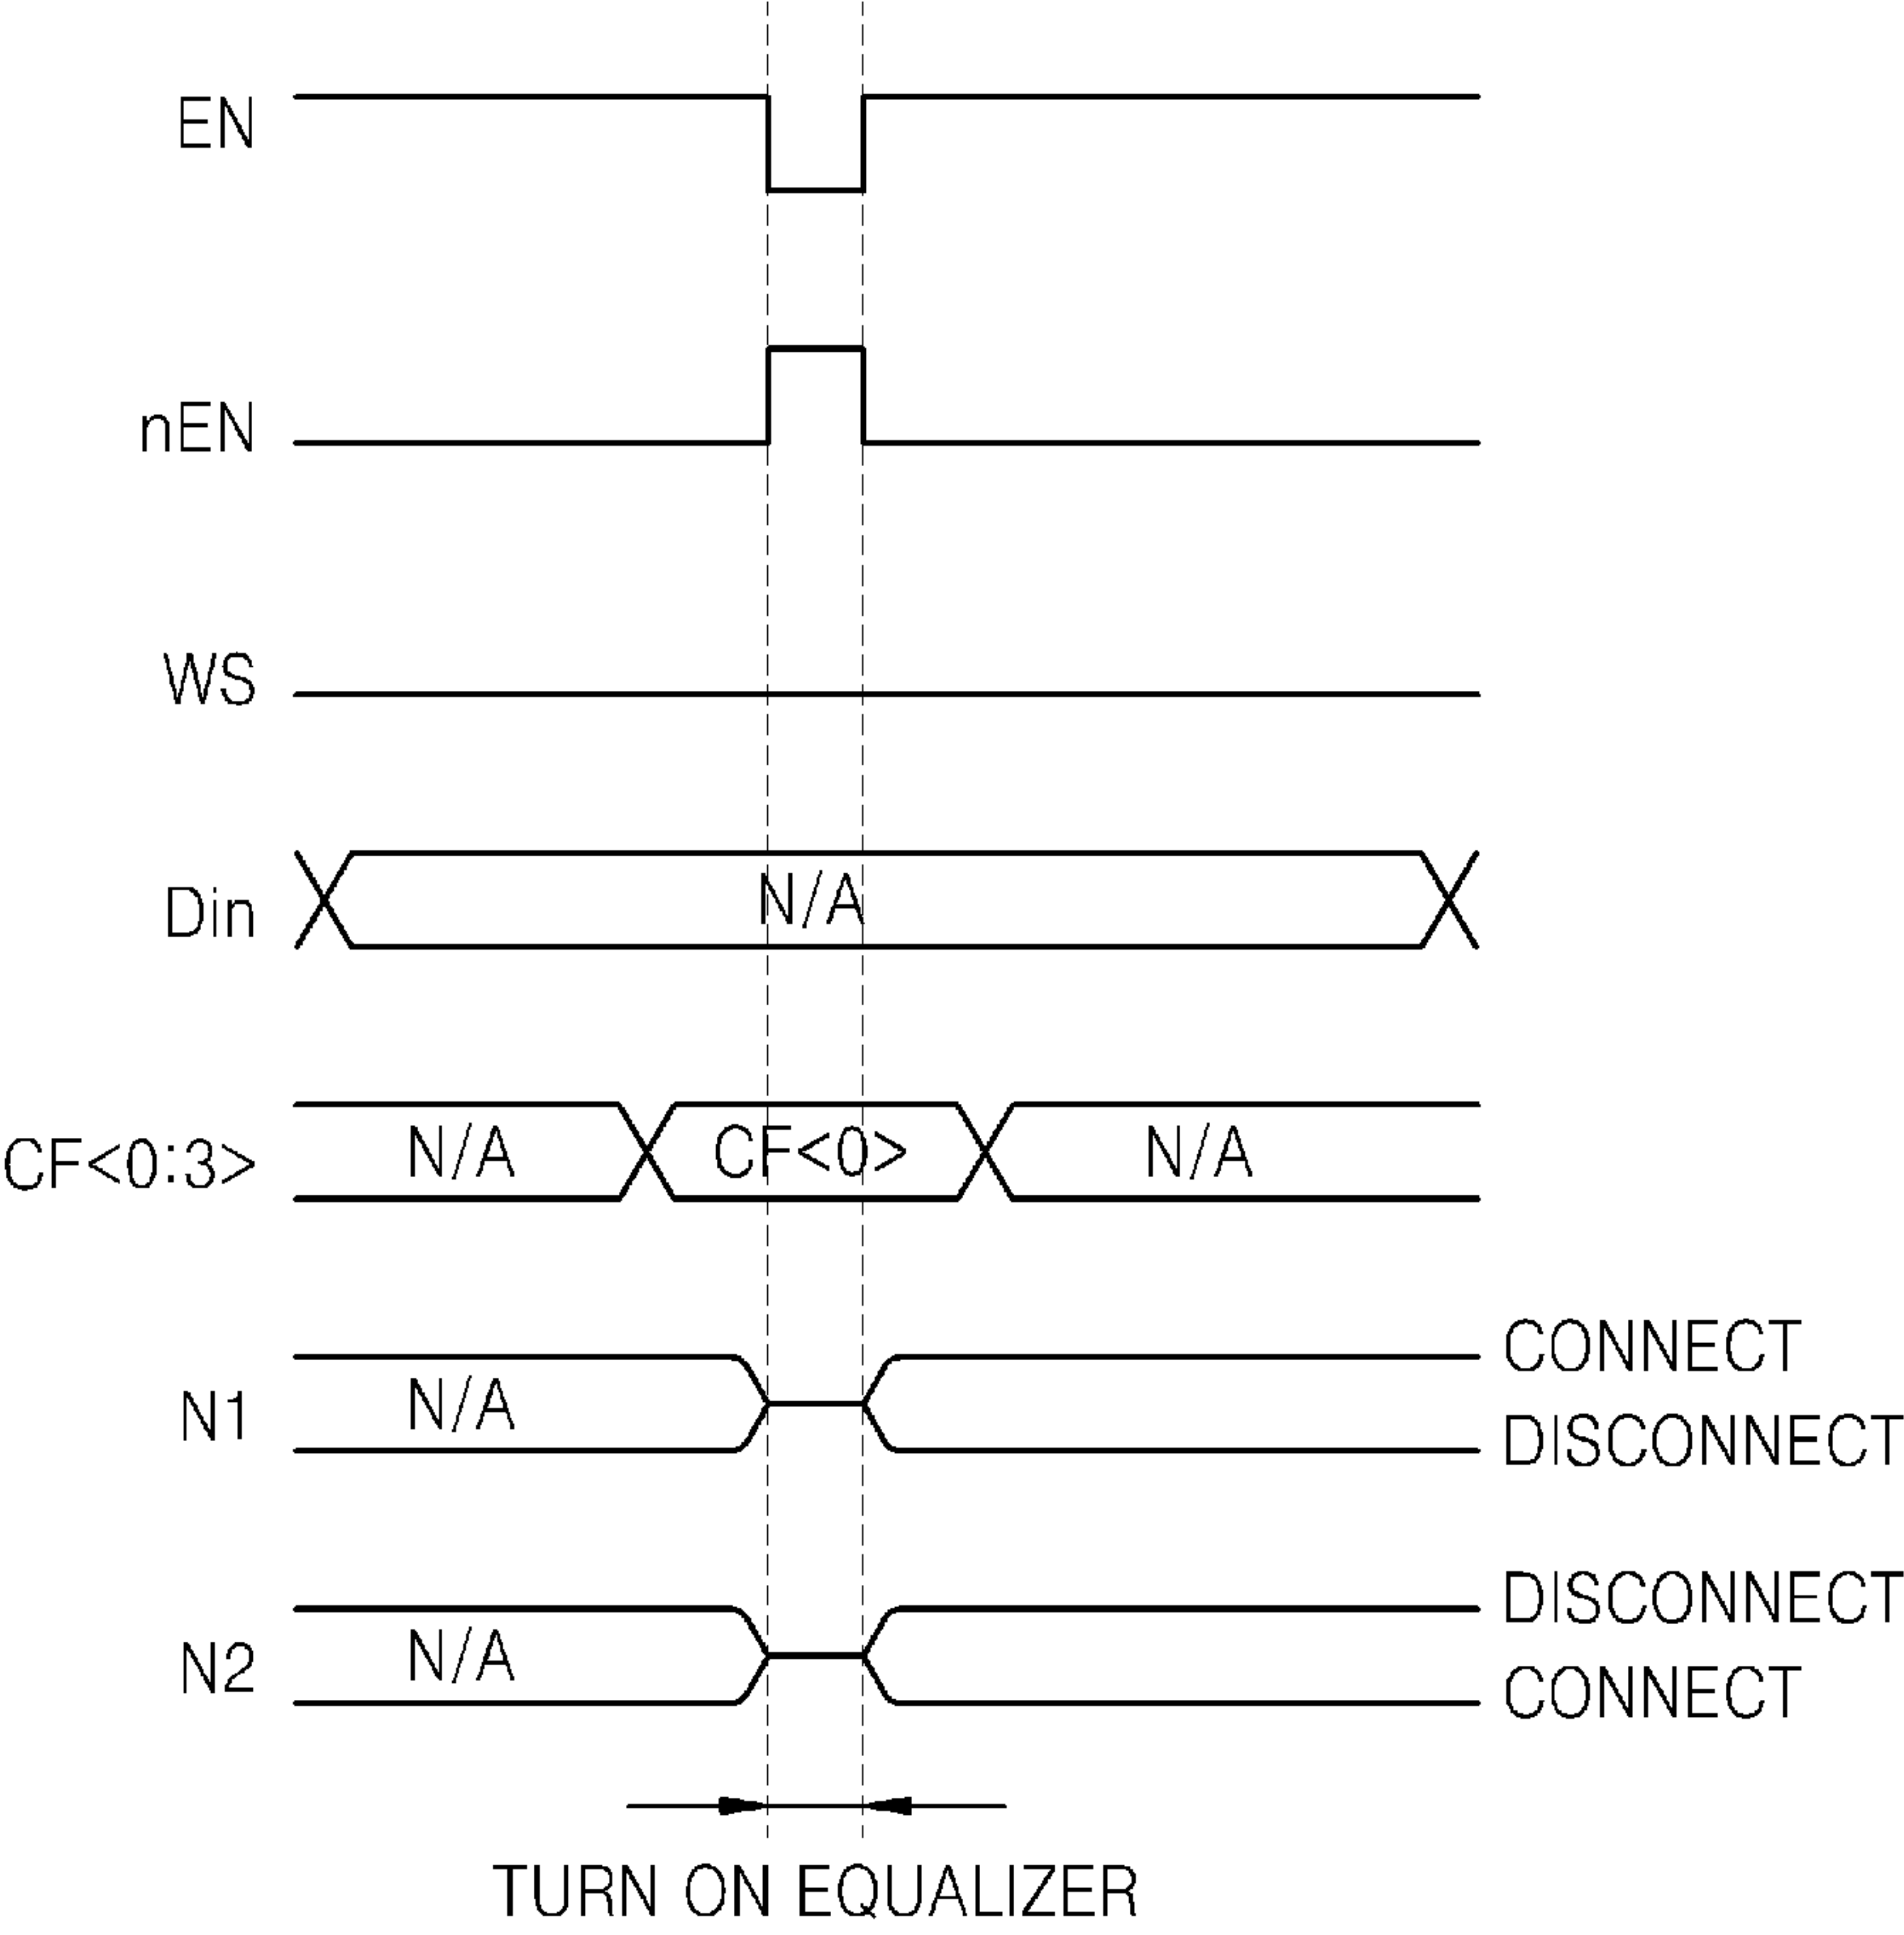 EN
nEN
WS
Din N/A
CF<0:3> N/A CF<0> N/A
CONNECT
N1 N/A
DISCONNECT
DISCONNECT
N2 N/A
CONNECT
TURN ON EQUALIZER